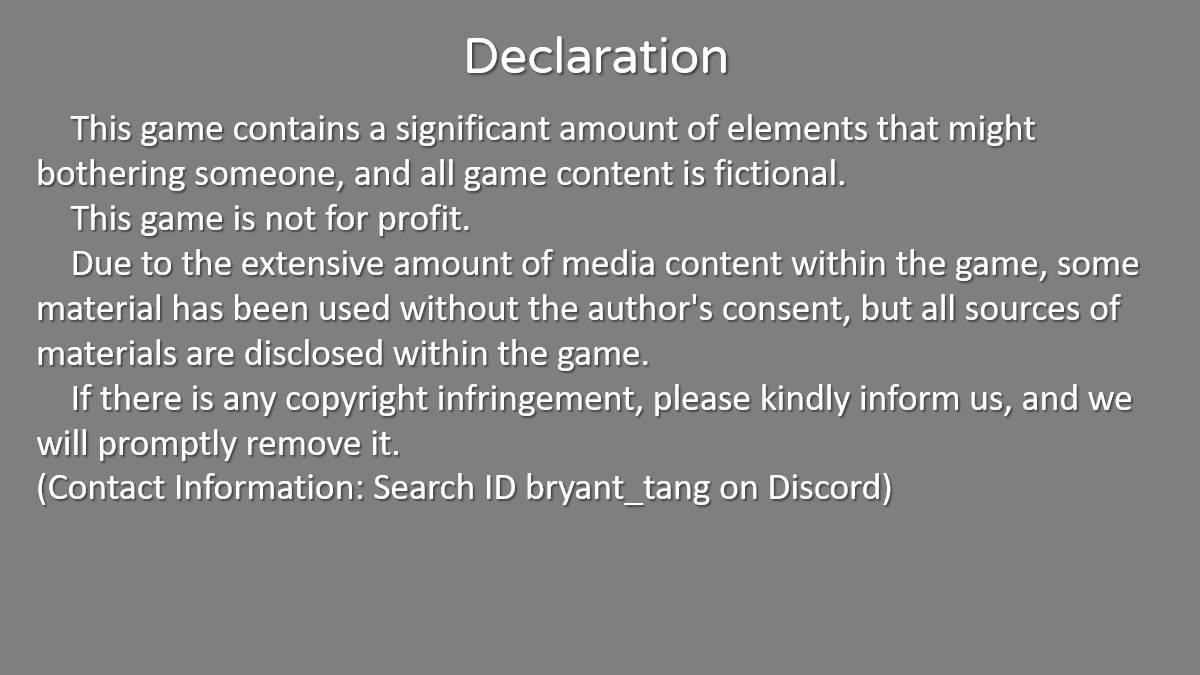 Declaration
This game contains a significant amount of elements that might
bothering someone, and all game content is fictional.
This game is not for profit.
Due to the extensive amount of media content within the game, some
material has been used without the author's consent, but all sources of
materials are disclosed within the game.
If there is any copyright infringement, please kindly inform us, and we
will promptly remove it.
(Contact Information: Search ID bryant_tang on Discord)